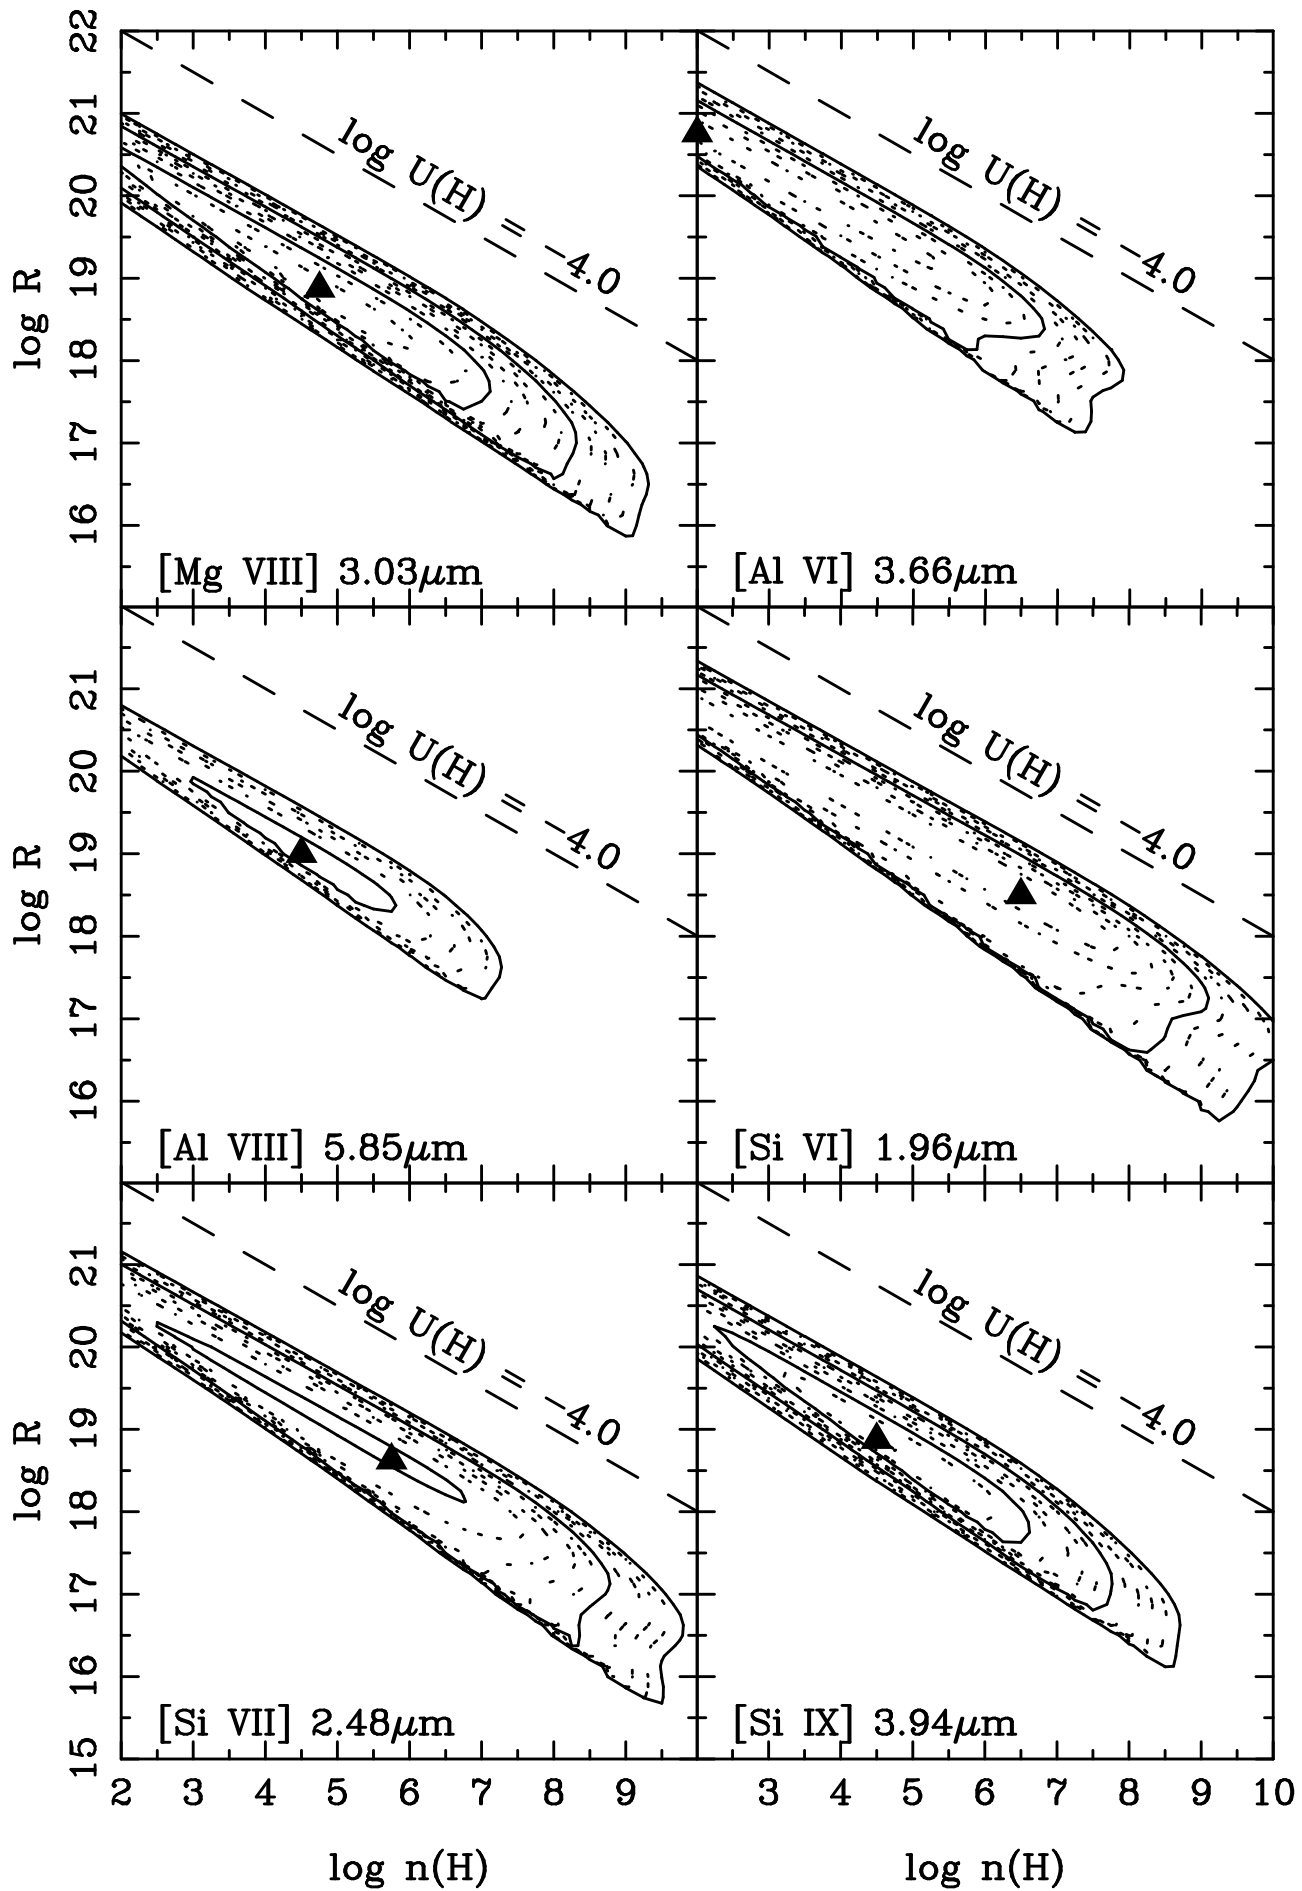 22
21
20
19
18
17
16
log R
log U(H) = −4.0
[Mg VIII] 3.03μm
log U(H) = −4.0
[Al VI] 3.66μm
21
20
19
18
17
16
log R
log U(H) = −4.0
[Al VIII] 5.85μm
log U(H) = −4.0
[Si VI] 1.96μm
21
20
19
18
17
16
15
log R
log U(H) = −4.0
[Si VII] 2.48μm
log U(H) = −4.0
[Si IX] 3.94μm
2 3 4 5 6 7 8 9
3 4 5 6 7 8 9 10
log n(H)
log n(H)